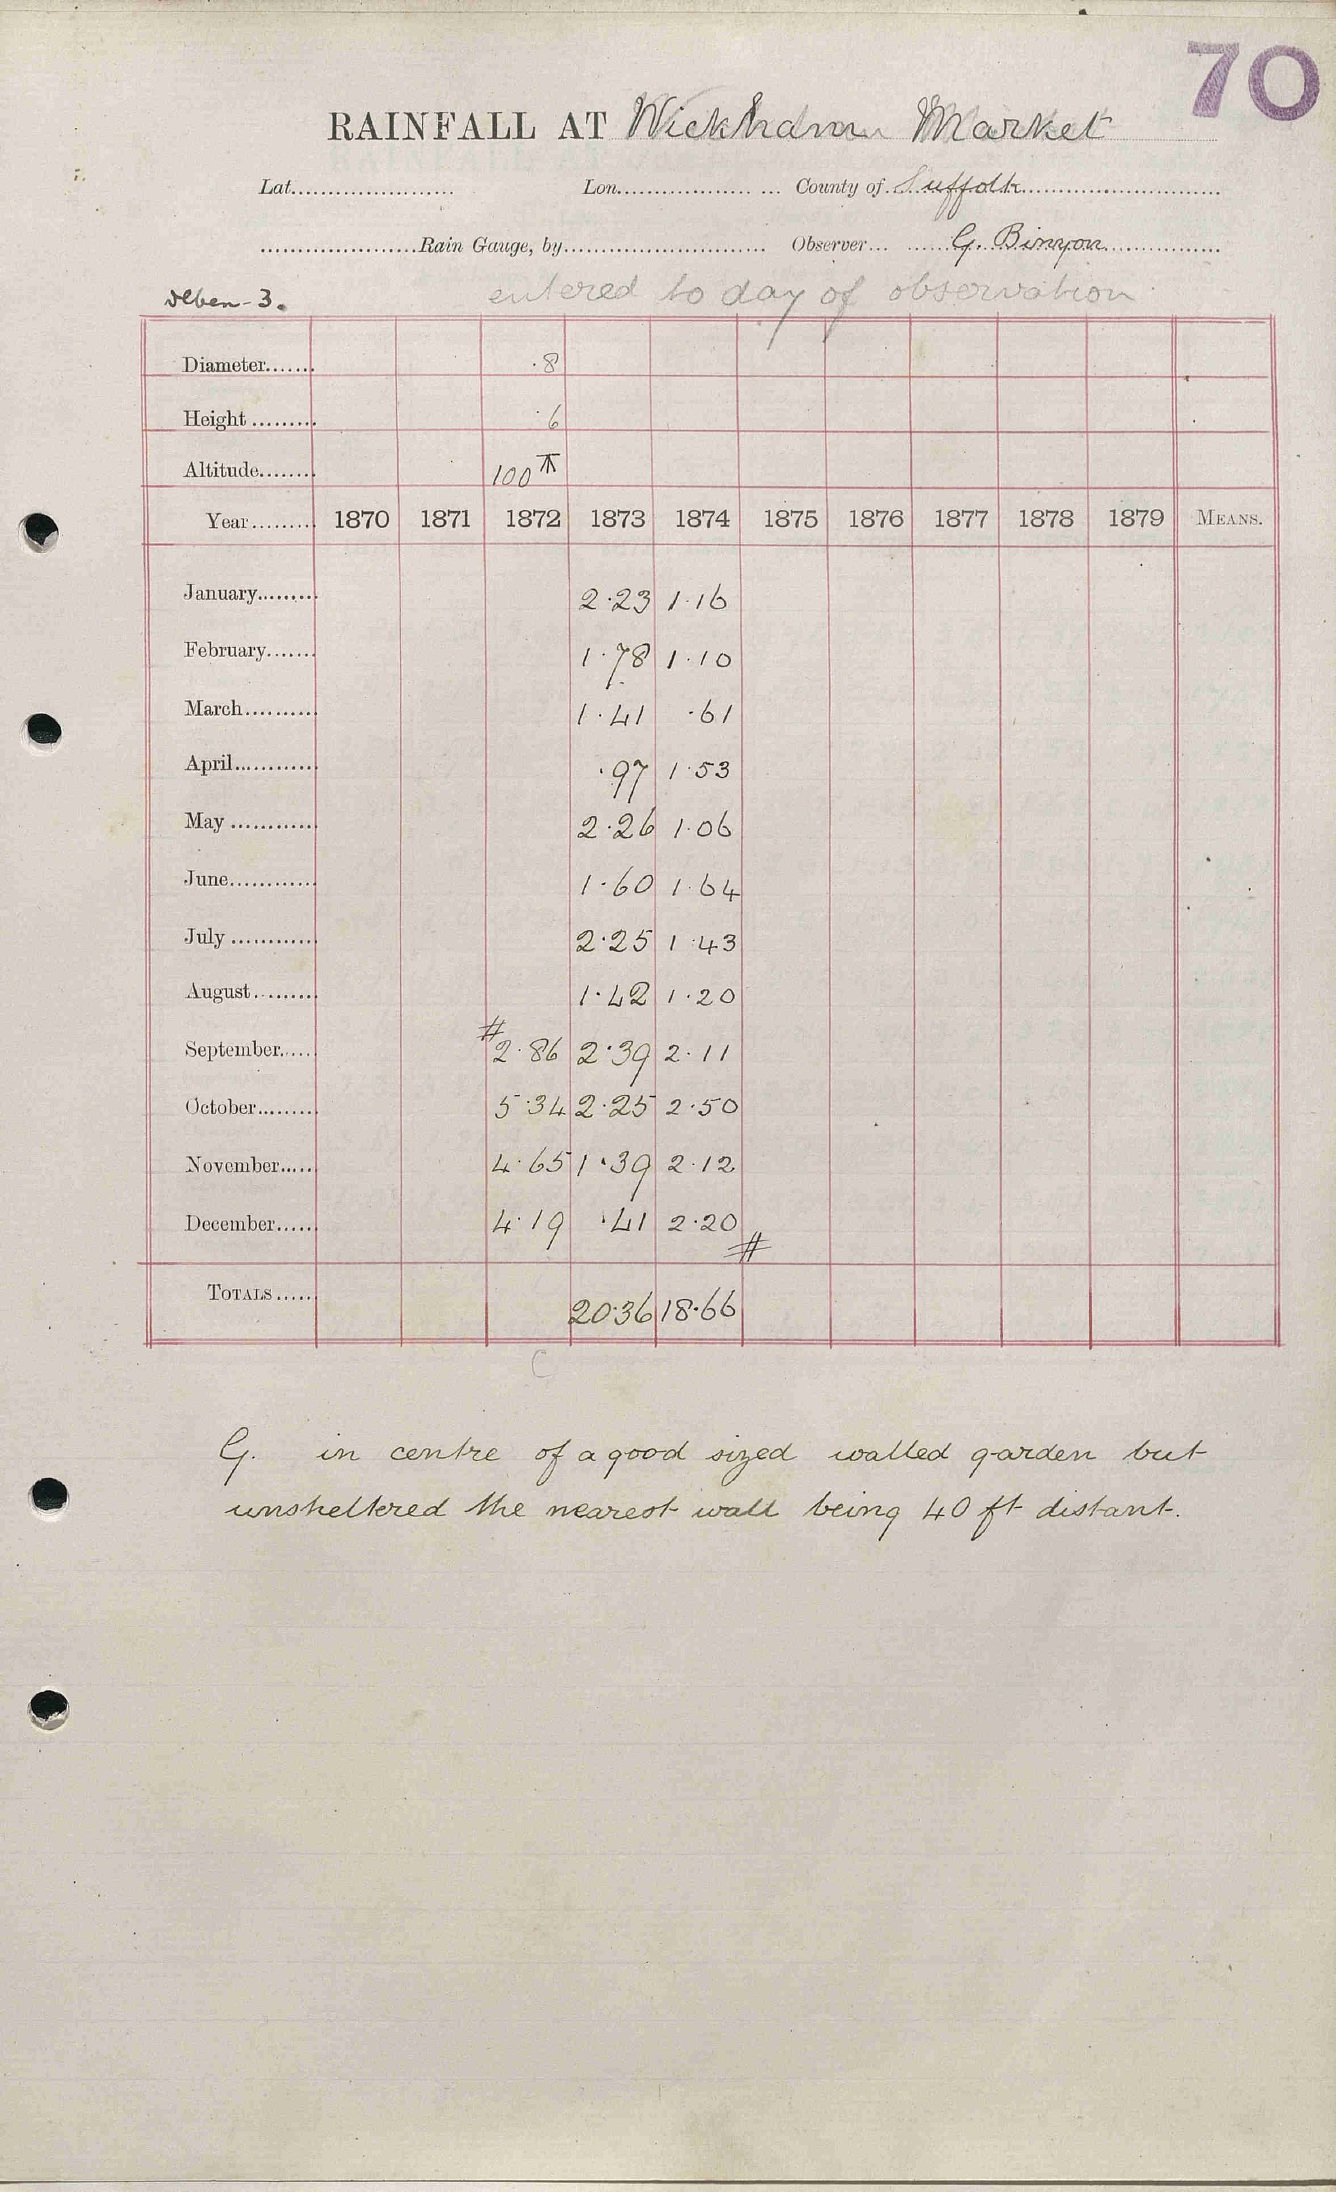 70
RAINFALL AT Wickham Market
Lat...................... Lon.................. ... County of Suffolk
Rain Gauge, by........................... Observer... G. Binyon
Deben - 3. entered to day of observation
Diameter....... ·8
Height ......... ·6
Altitude........ 100
Year......... 1870 1871 1872 1873 1874 1875 1876 1877 1878 1879 MEANS.
January......... 2·23 1·16
February....... 1·78 1·10
March.......... 1·41 ·61
April............ ·97 1·53
May ............ 2·26 1·06
June............ 1·60 1·64
July ............ 2·25 1·43
August......... 1·42 1·20
September..... # 2·86 2·39 2·11
October........ 5·34 2·25 2·50
November..... 4·65 1·39 2·12
December..... 4·19 ·41 2·20 #
TOTALS ..... 20·36 18·66
C
G. in centre of a good sized walled garden but
unsheltered the nearest wall being 40 ft distant.